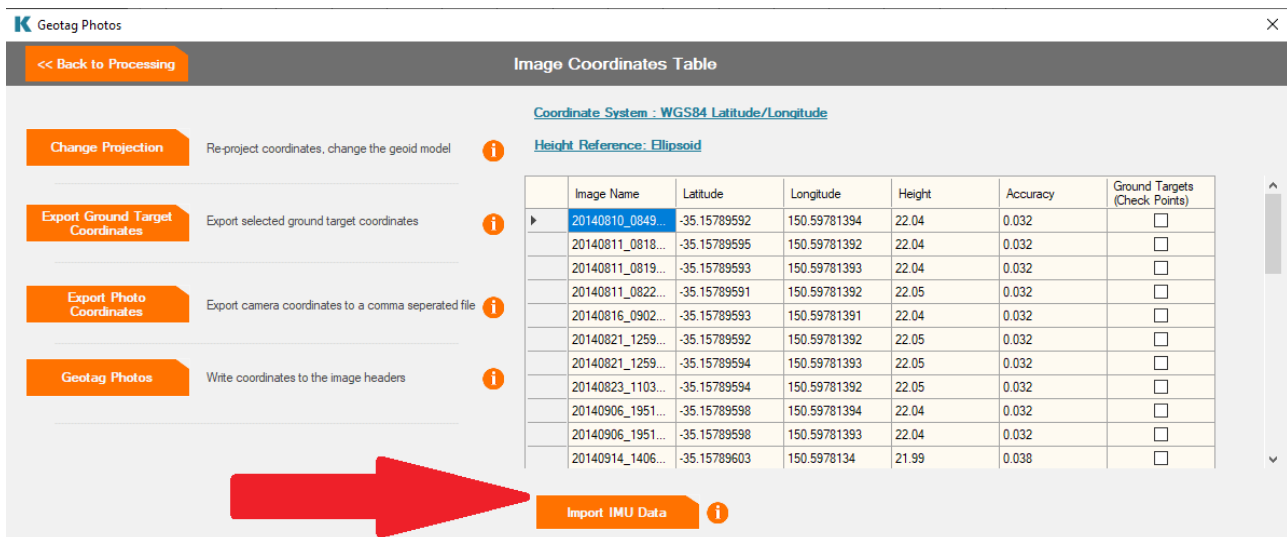 K Geotag Photos
<< Back to Processing
Image Coordinates Table
Coordinate System : WGS84 Latitude/Longitude
Height Reference: Ellipsoid
Change Projection
Re-project coordinates, change the geoid model
i
Export Ground Target
Coordinates
Export selected ground target coordinates
i
Export Photo
Coordinates
Export camera coordinates to a comma seperated file
i
Geotag Photos
Write coordinates to the image headers
i
Image Name Latitude Longitude Height Accuracy Ground Targets
(Check Points)
20140810_0849... -35.15789592 150.59781394 22.04 0.032
20140811_0818... -35.15789595 150.59781392 22.04 0.032
20140811_0819... -35.15789593 150.59781393 22.04 0.032
20140811_0822... -35.15789591 150.59781392 22.05 0.032
20140816_0902... -35.15789593 150.59781391 22.04 0.032
20140821_1259... -35.15789592 150.59781392 22.05 0.032
20140821_1259... -35.15789594 150.59781393 22.05 0.032
20140823_1103... -35.15789594 150.59781392 22.05 0.032
20140906_1951... -35.15789598 150.59781394 22.04 0.032
20140906_1951... -35.15789598 150.59781393 22.04 0.032
20140914_1406... -35.15789603 150.5978134 21.99 0.038
Import IMU Data
i